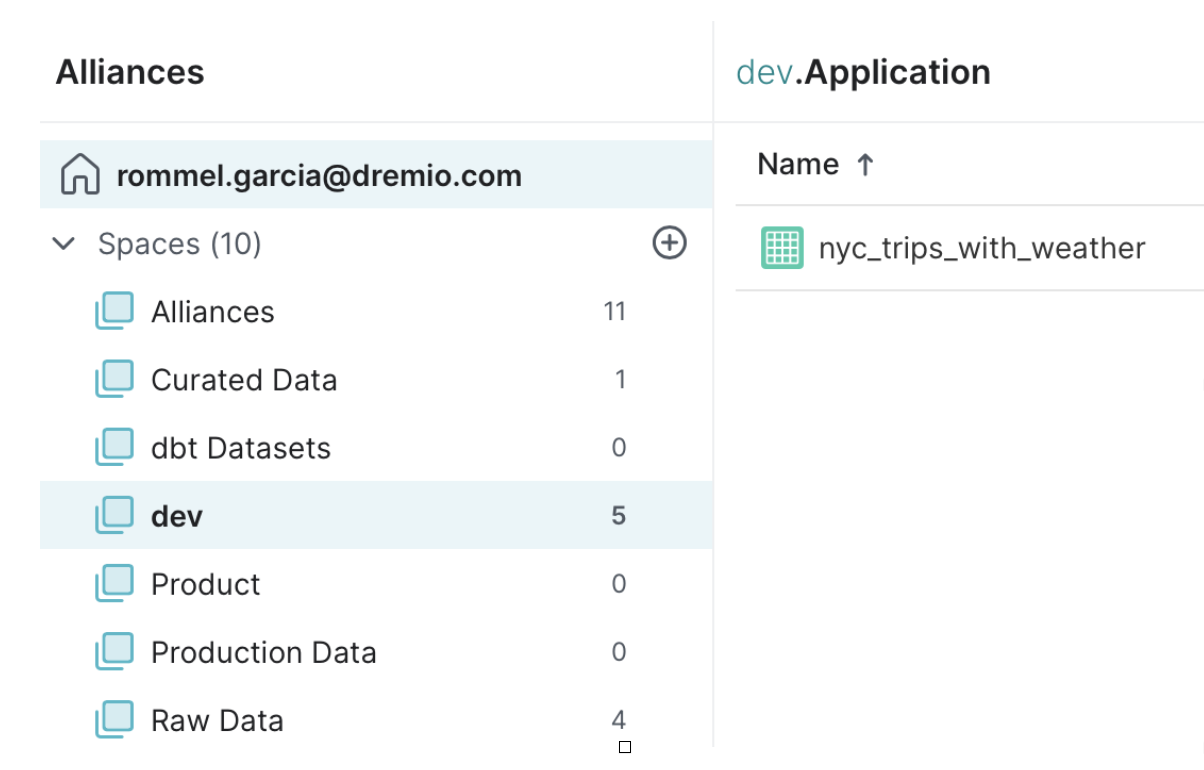 Alliances
rommel.garcia@dremio.com
Spaces (10)
Alliances 11
Curated Data 1
dbt Datasets 0
dev 5
Product 0
Production Data 0
Raw Data 4
dev.Application
Name ↑
nyc_trips_with_weather